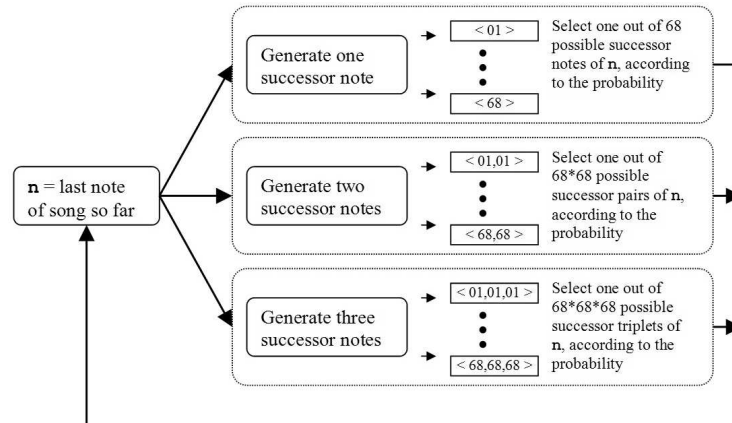 n = last note
of song so far
Generate one
successor note
< 01 >
< 68 >
Select one out of 68
possible successor
notes of n, according
to the probability
Generate two
successor notes
< 01,01 >
< 68,68 >
Select one out of
68*68 possible
successor pairs of n,
according to the
probability
Generate three
successor notes
< 01,01,01 >
< 68,68,68 >
Select one out of
68*68*68 possible
successor triplets of
n, according to the
probability